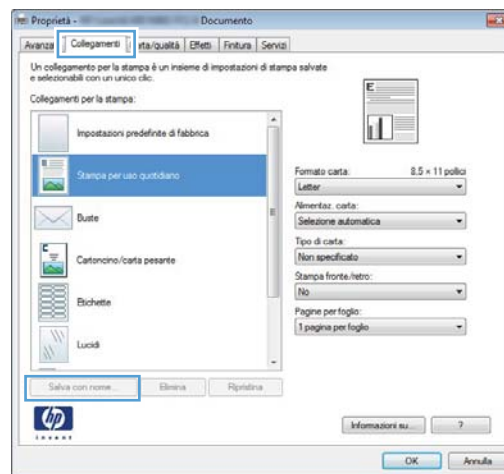 Proprietà - Documento
Avanzate Collegamenti Carta/qualità Effetti Finitura Servizi
Un collegamento per la stampa è un insieme di impostazioni di stampa salvate
e selezionabili con un unico clic.
Collegamenti per la stampa:
Impostazioni predefinite di fabbrica
Stampa per uso quotidiano
Buste
Cartoncino/carta pesante
Etichette
Lucidi
Salva con nome... Elimina Ripristina
E
Formato carta: 8,5 × 11 pollici
Letter
Alimentaz. carta:
Selezione automatica
Tipo di carta:
Non specificato
Stampa fronte/retro:
No
Pagine per foglio:
1 pagina per foglio
hp
invent
Informazioni su... ?
OK Annulla